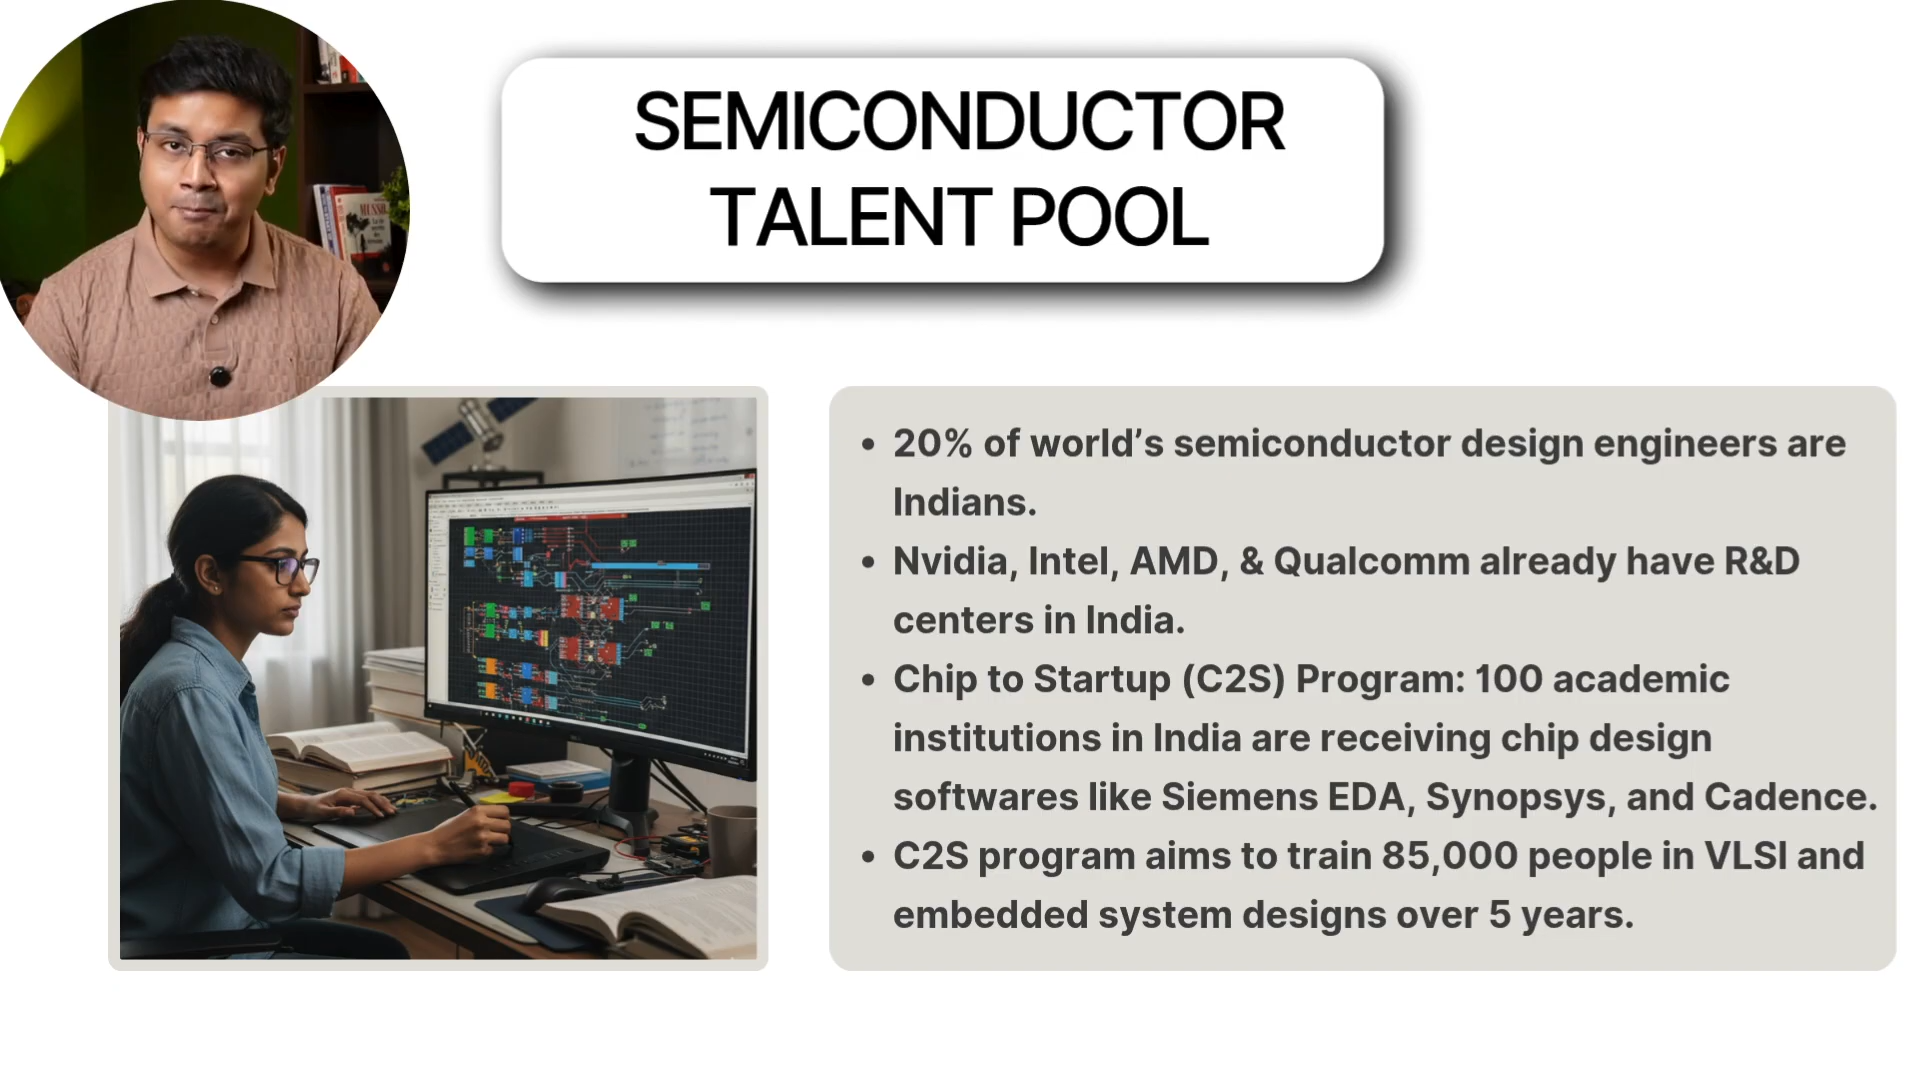 SEMICONDUCTOR
TALENT POOL
• 20% of world’s semiconductor design engineers are
Indians.
• Nvidia, Intel, AMD, & Qualcomm already have R&D
centers in India.
• Chip to Startup (C2S) Program: 100 academic
institutions in India are receiving chip design
softwares like Siemens EDA, Synopsys, and Cadence.
• C2S program aims to train 85,000 people in VLSI and
embedded system designs over 5 years.